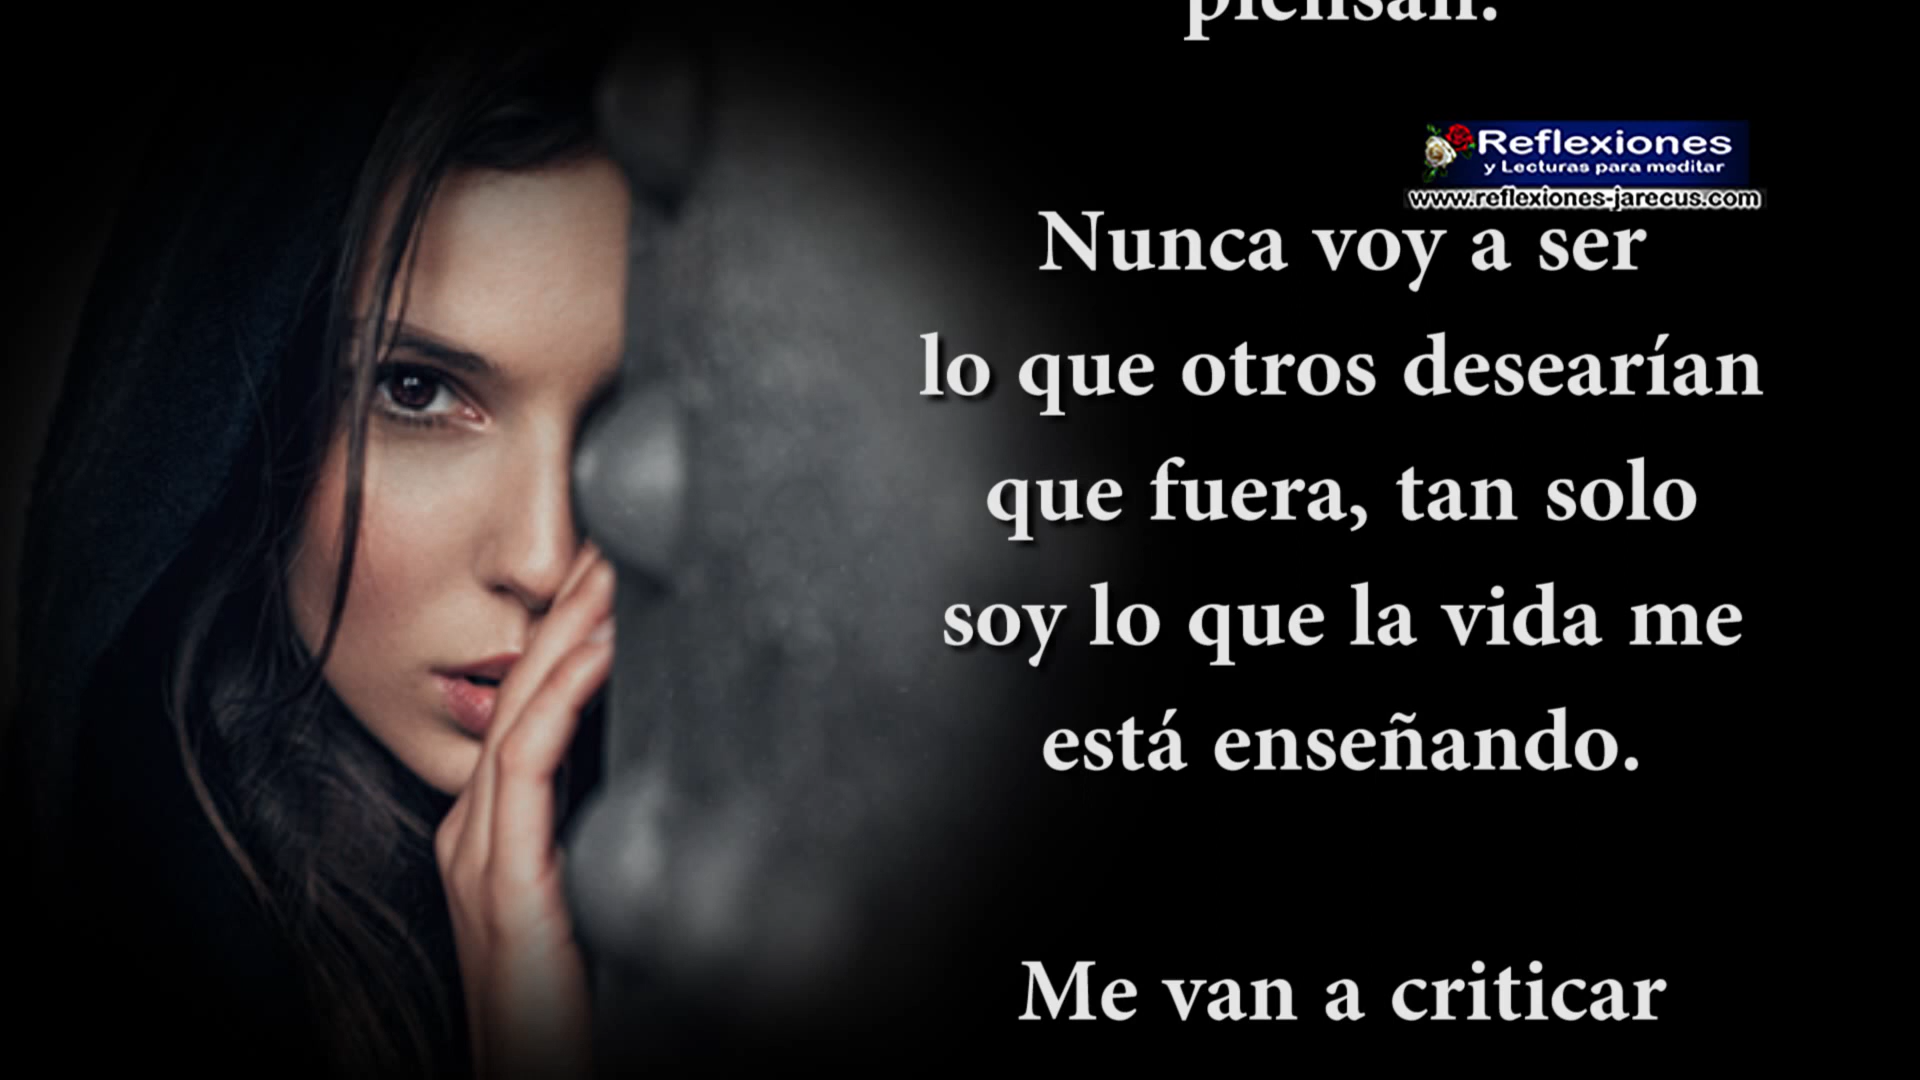 piensan.
Reflexiones
y Lecturas para meditar
www.reflexiones-jarecus.com
Nunca voy a ser
lo que otros desearían
que fuera, tan solo
soy lo que la vida me
está enseñando.
Me van a criticar